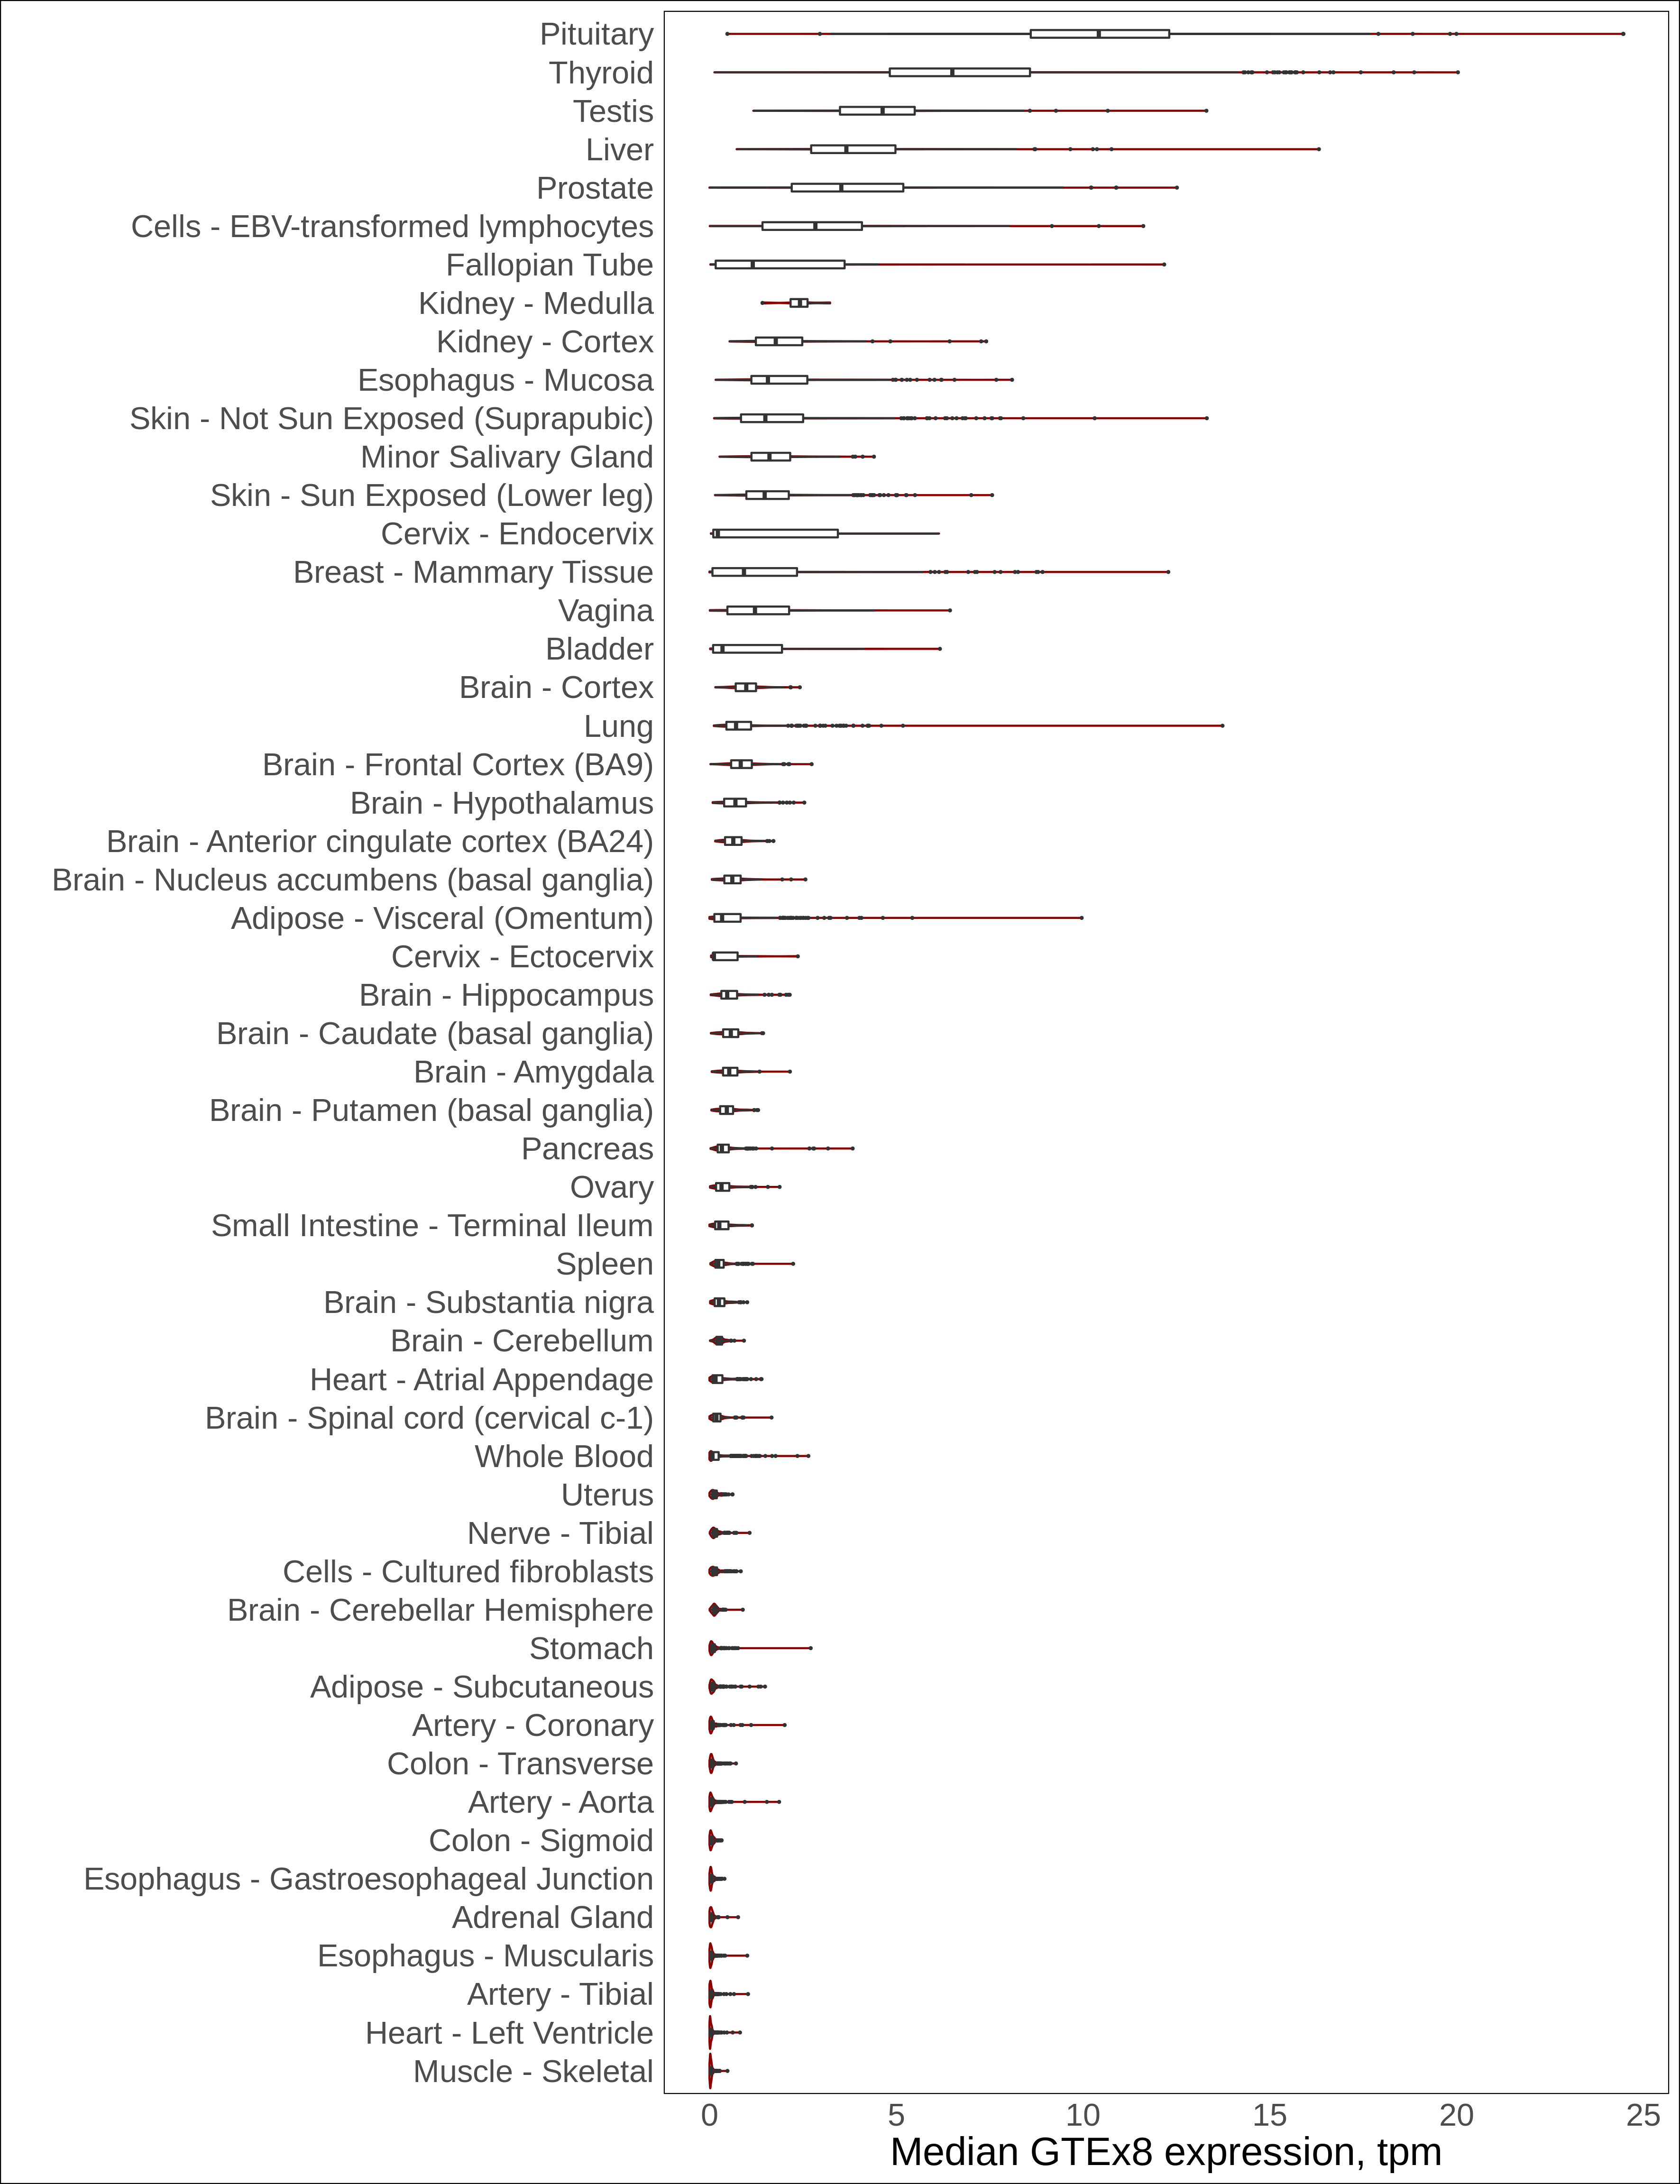 Pituitary
Thyroid
Testis
Liver
Prostate
Cells - EBV-transformed lymphocytes
Fallopian Tube
Kidney - Medulla
Kidney - Cortex
Esophagus - Mucosa
Skin - Not Sun Exposed (Suprapubic)
Minor Salivary Gland
Skin - Sun Exposed (Lower leg)
Cervix - Endocervix
Breast - Mammary Tissue
Vagina
Bladder
Brain - Cortex
Lung
Brain - Frontal Cortex (BA9)
Brain - Hypothalamus
Brain - Anterior cingulate cortex (BA24)
Brain - Nucleus accumbens (basal ganglia)
Adipose - Visceral (Omentum)
Cervix - Ectocervix
Brain - Hippocampus
Brain - Caudate (basal ganglia)
Brain - Amygdala
Brain - Putamen (basal ganglia)
Pancreas
Ovary
Small Intestine - Terminal Ileum
Spleen
Brain - Substantia nigra
Brain - Cerebellum
Heart - Atrial Appendage
Brain - Spinal cord (cervical c-1)
Whole Blood
Uterus
Nerve - Tibial
Cells - Cultured fibroblasts
Brain - Cerebellar Hemisphere
Stomach
Adipose - Subcutaneous
Artery - Coronary
Colon - Transverse
Artery - Aorta
Colon - Sigmoid
Esophagus - Gastroesophageal Junction
Adrenal Gland
Esophagus - Muscularis
Artery - Tibial
Heart - Left Ventricle
Muscle - Skeletal
0 5 10 15 20 25
Median GTEx8 expression, tpm